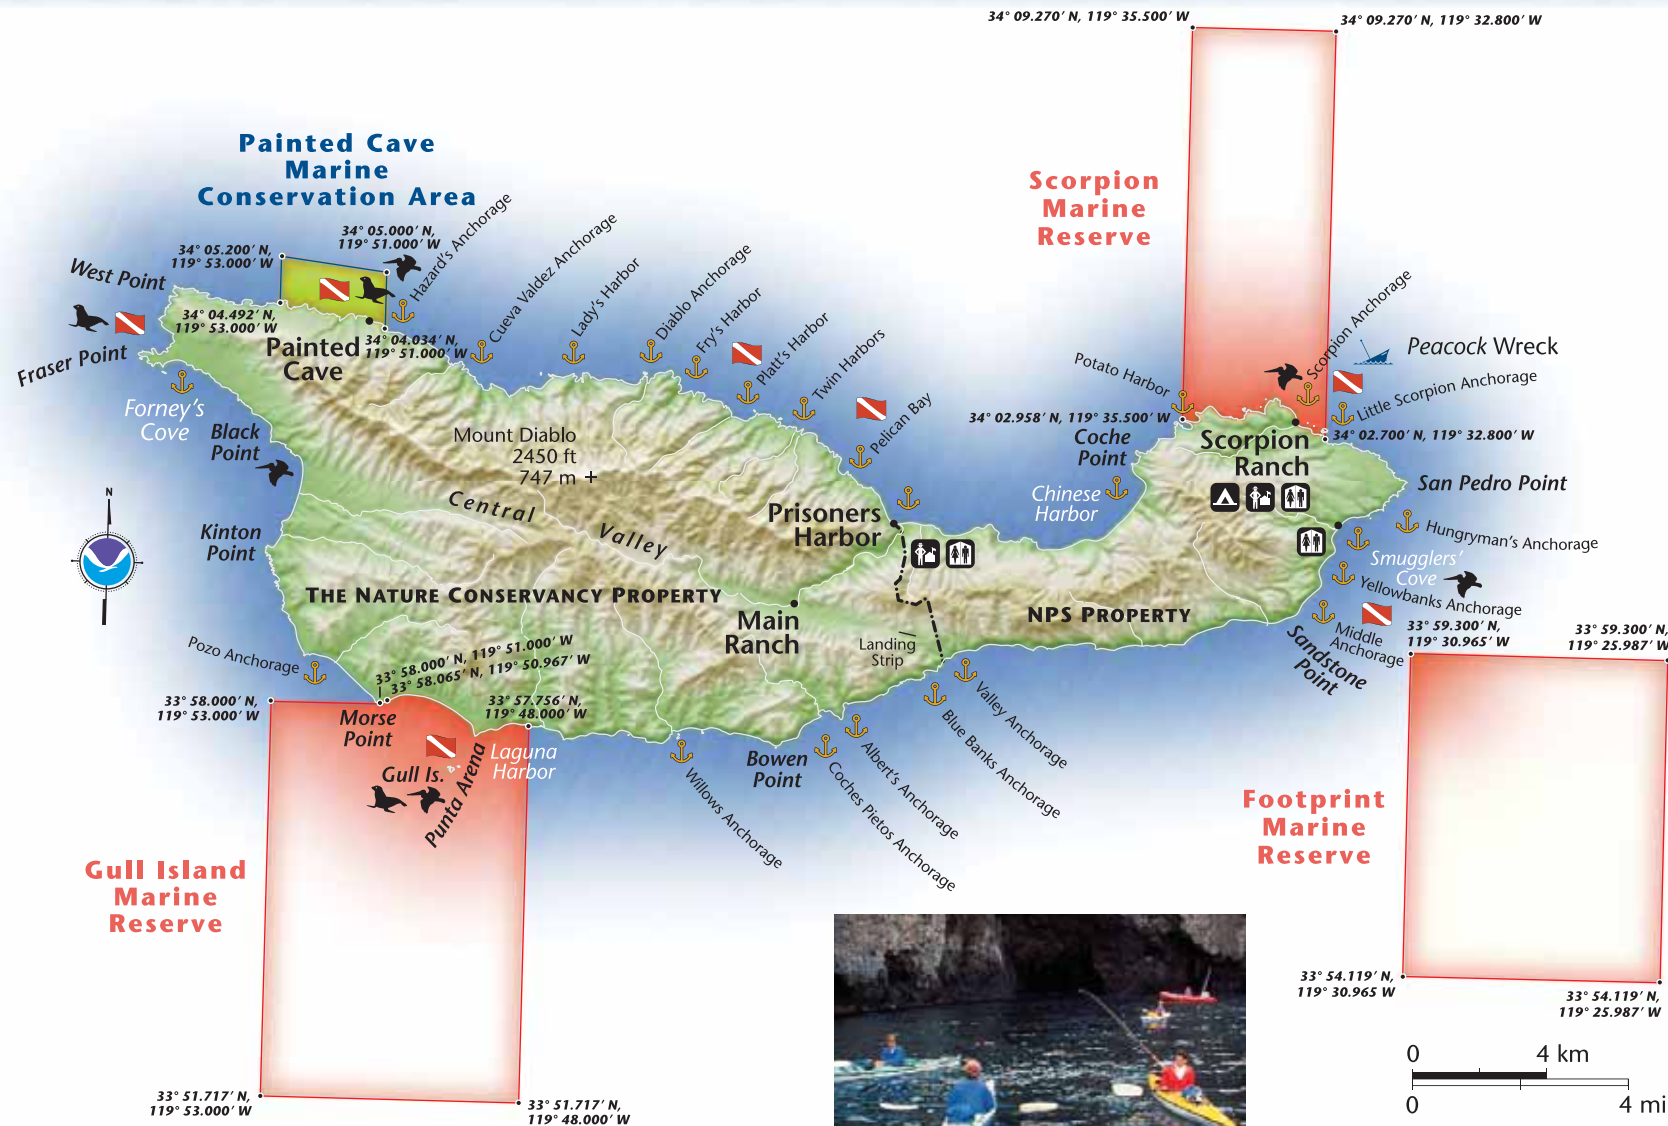 34° 09.270′ N, 119° 35.500′ W
34° 09.270′ N, 119° 32.800′ W
Painted Cave
Marine
Conservation Area
Scorpion
Marine
Reserve
34° 05.200′ N,
119° 53.000′ W
34° 05.000′ N,
119° 51.000′ W
Hazard's Anchorage
Cueva Valdez Anchorage
Lady's Harbor
Diablo Anchorage
Fry's Harbor
Platt's Harbor
Twin Harbors
Pelican Bay
West Point
Fraser Point
34° 04.492′ N,
119° 53.000′ W
34° 04.034′ N,
119° 51.000′ W
Painted
Cave
Forney's
Cove
Black
Point
Kinton
Point
N
Mount Diablo
2450 ft
747 m +
Central Valley
Prisoners
Harbor
Potato Harbor
34° 02.958′ N, 119° 35.500′ W
Coche
Point
Chinese
Harbor
Scorpion Anchorage
Peacock Wreck
Little Scorpion Anchorage
34° 02.700′ N, 119° 32.800′ W
Scorpion
Ranch
San Pedro Point
Hungryman's Anchorage
Smugglers'
Cove
Yellowbanks Anchorage
Middle
Anchorage
Sandstone
Point
THE NATURE CONSERVANCY PROPERTY
Main
Ranch
NPS PROPERTY
Landing
Strip
33° 59.300′ N,
119° 30.965′ W
33° 59.300′ N,
119° 25.987′ W
Pozo Anchorage
33° 58.000′ N, 119° 51.000′ W
33° 58.065′ N, 119° 50.967′ W
33° 58.000′ N,
119° 53.000′ W
33° 57.756′ N,
119° 48.000′ W
Morse
Point
Gull Is.
Punta Arena
Laguna
Harbor
Willows Anchorage
Bowen
Point
Coches Pietos Anchorage
Albert's Anchorage
Blue Banks Anchorage
Valley Anchorage
Gull Island
Marine
Reserve
Footprint
Marine
Reserve
33° 54.119′ N,
119° 30.965 W
33° 54.119′ N,
119° 25.987′ W
33° 51.717′ N,
119° 53.000′ W
33° 51.717′ N,
119° 48.000′ W
0 4 km
0 4 mi